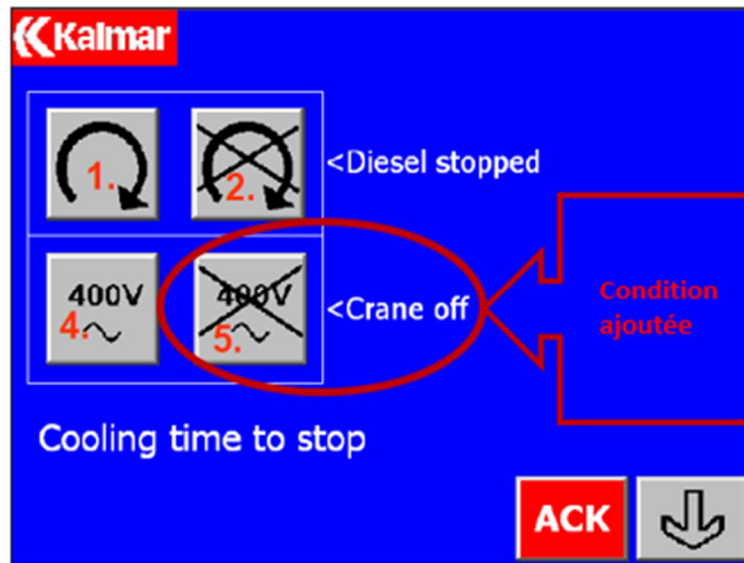 Kalmar
1. 2. <Diesel stopped
400V 400V
4. 5. <Crane off
Condition
ajoutée
Cooling time to stop
ACK